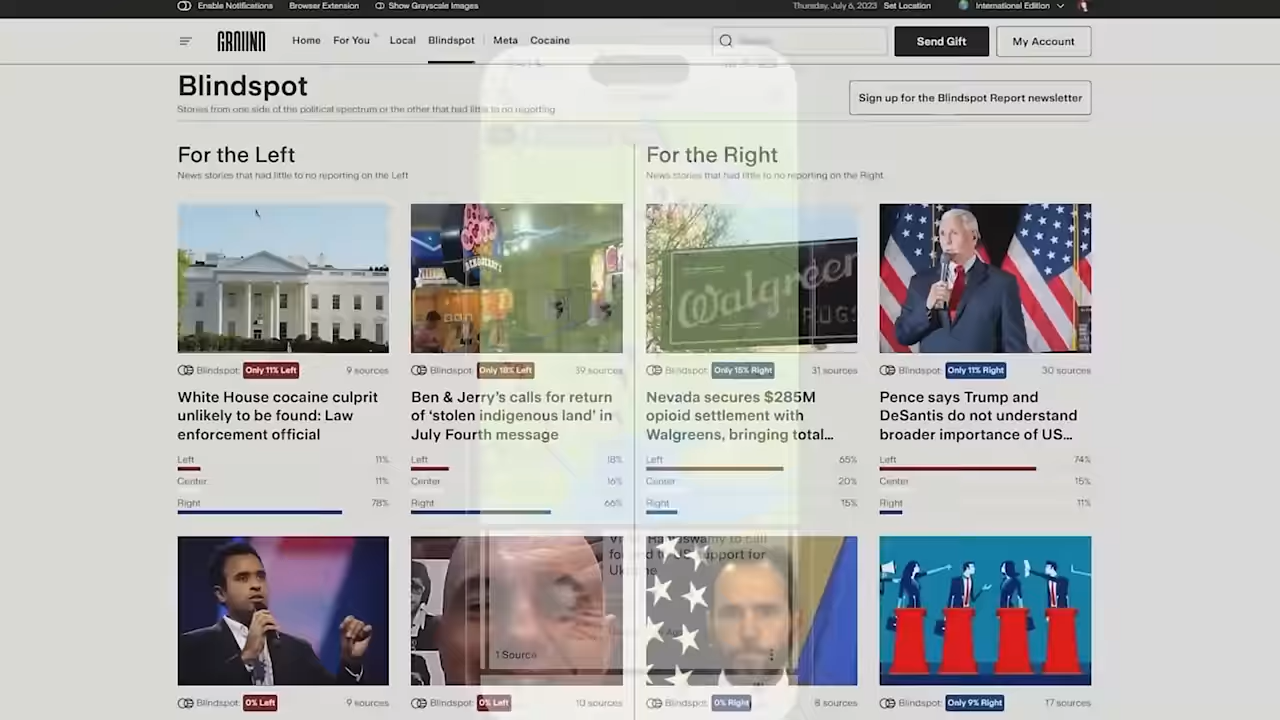 Enable Notifications Browser Extension Show Grayscale Images Thursday, July 6, 2023 Set Location International Edition
GROUND Home For You Local Blindspot Meta Cocaine Send Gift My Account
Blindspot
Stories from one side of the political spectrum or the other that had little to no reporting
Sign up for the Blindspot Report newsletter
For the Left
News stories that had little to no reporting on the Left
For the Right
News stories that had little to no reporting on the Right.
Walgreens
DRUGS
Blindspot: Only 11% Left 9 sources
White House cocaine culprit
unlikely to be found: Law
enforcement official
Left 11%
Center 11%
Right 78%
Blindspot: Only 18% Left 39 sources
Ben & Jerry's calls for return
of 'stolen indigenous land' in
July Fourth message
Left 18%
Center 16%
Right 66%
Blindspot: Only 15% Right 31 sources
Nevada secures $285M
opioid settlement with
Walgreens, bringing total...
Left 65%
Center 20%
Right 15%
Blindspot: Only 11% Right 30 sources
Pence says Trump and
DeSantis do not understand
broader importance of US...
Left 74%
Center 15%
Right 11%
to call
for to US support for
1 Source
Blindspot: 0% Left 9 sources
Blindspot: 0% Left 10 sources
Blindspot: 0% Right 8 sources
Blindspot: Only 9% Right 17 sources